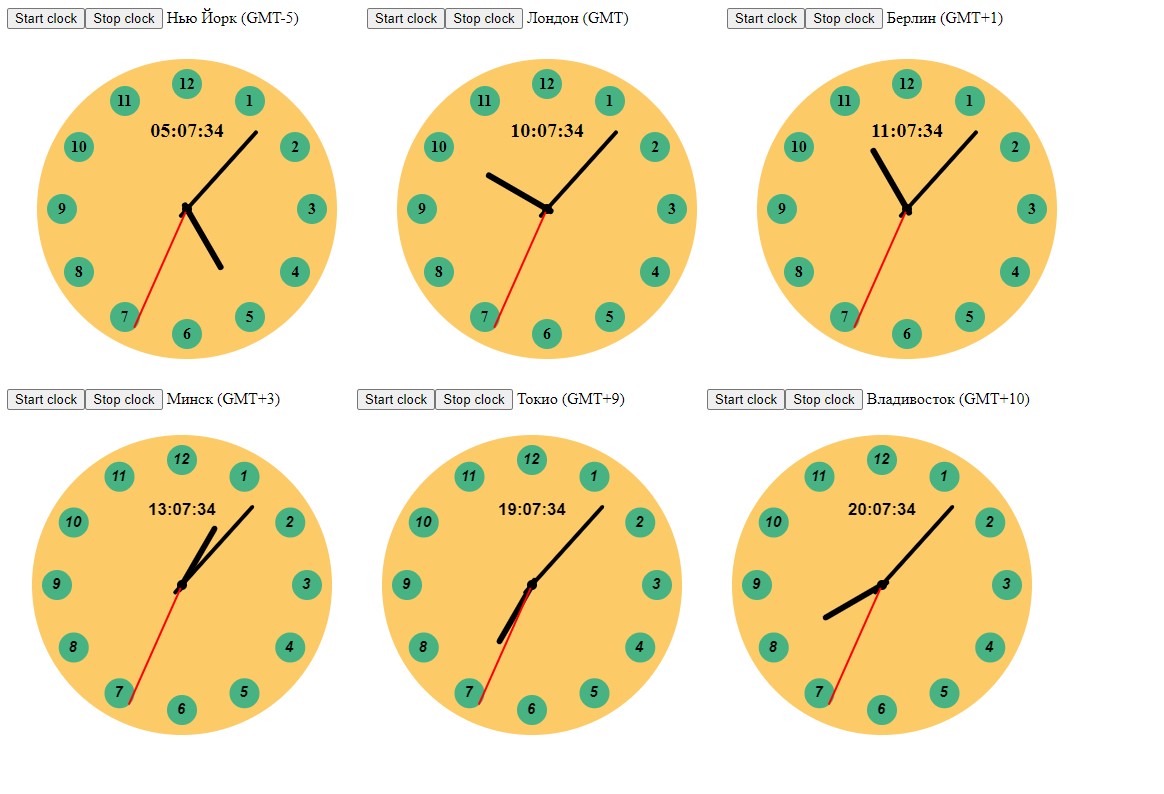 Start clock Stop clock Нью Йорк (GMT-5) Start clock Stop clock Лондон (GMT) Start clock Stop clock Берлин (GMT+1)
12 12 12
11 1 11 1 11 1
05:07:34 10:07:34 11:07:34
10 2 10 2 10 2
9 3 9 3 9 3
8 4 8 4 8 4
7 5 7 5 7 5
6 6 6
Start clock Stop clock Минск (GMT+3) Start clock Stop clock Токио (GMT+9) Start clock Stop clock Владивосток (GMT+10)
12 12 12
11 1 11 1 11 1
13:07:34 19:07:34 20:07:34
10 2 10 2 10 2
9 3 9 3 9 3
8 4 8 4 8 4
7 5 7 5 7 5
6 6 6